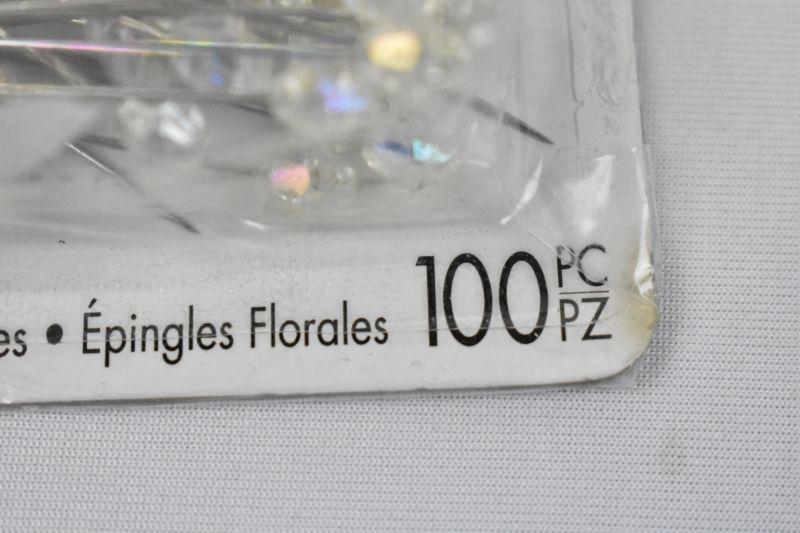 es • Épingles Florales 100 PC
PZ